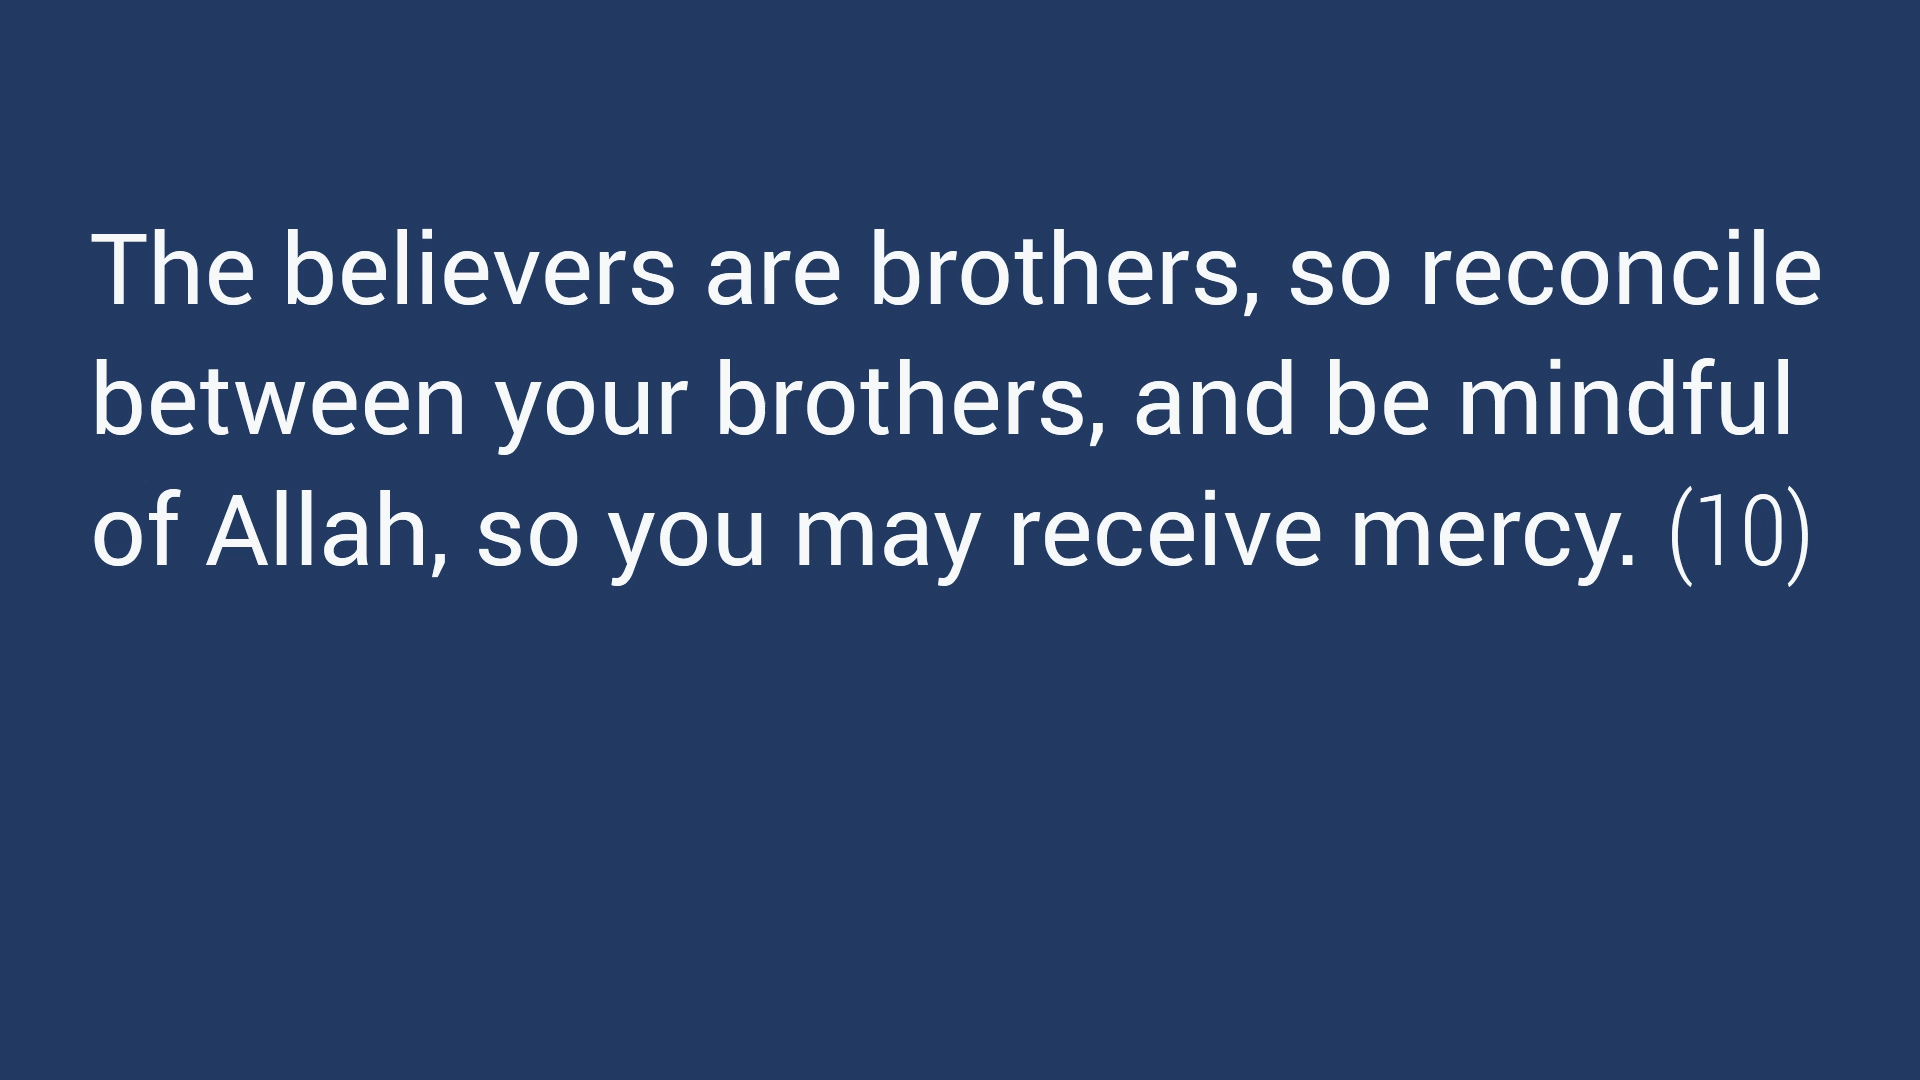 The believers are brothers, so reconcile
between your brothers, and be mindful
of Allah, so you may receive mercy. (10)